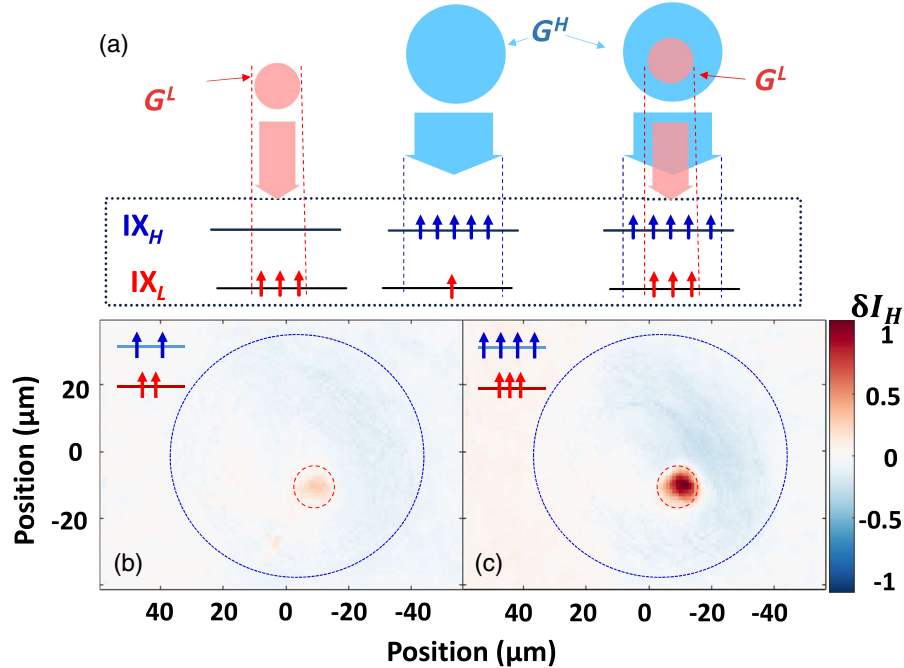 (a)
G^H
G^L
G^L
IX_H
IX_L
δI_H
1
0.5
0
-0.5
-1
Position (μm)
20
0
-20
(b)
(c)
40 20 0 -20 -40
40 20 0 -20 -40
Position (μm)